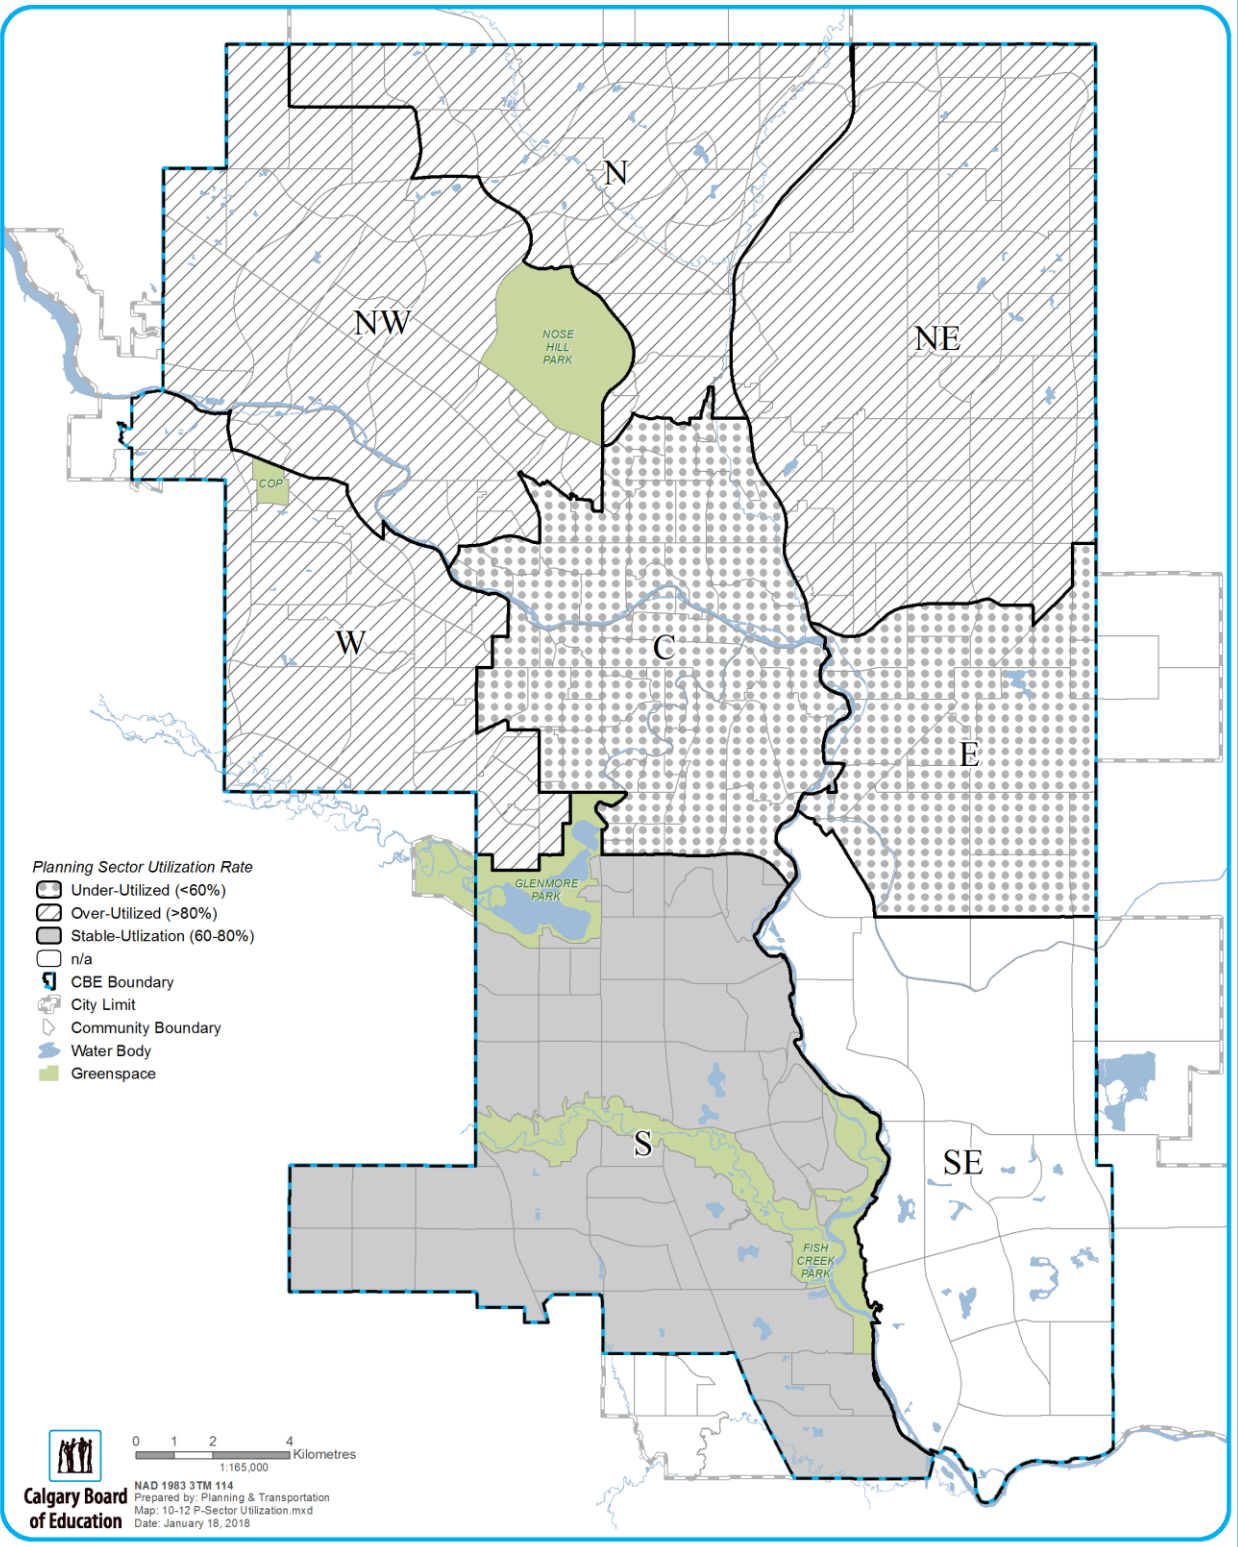 N
NW
NE
NOSE
HILL
PARK
COP
W
C
E
Planning Sector Utilization Rate
Under-Utilized (<60%)
Over-Utilized (>80%)
Stable-Utlization (60-80%)
n/a
CBE Boundary
City Limit
Community Boundary
Water Body
Greenspace
GLENMORE
PARK
S
SE
FISH
CREEK
PARK
0 1 2 4
Kilometres
1:165,000
Calgary Board
of Education
NAD 1983 3TM 114
Prepared by: Planning & Transportation
Map: 10-12 P-Sector Utilization.mxd
Date: January 18, 2018